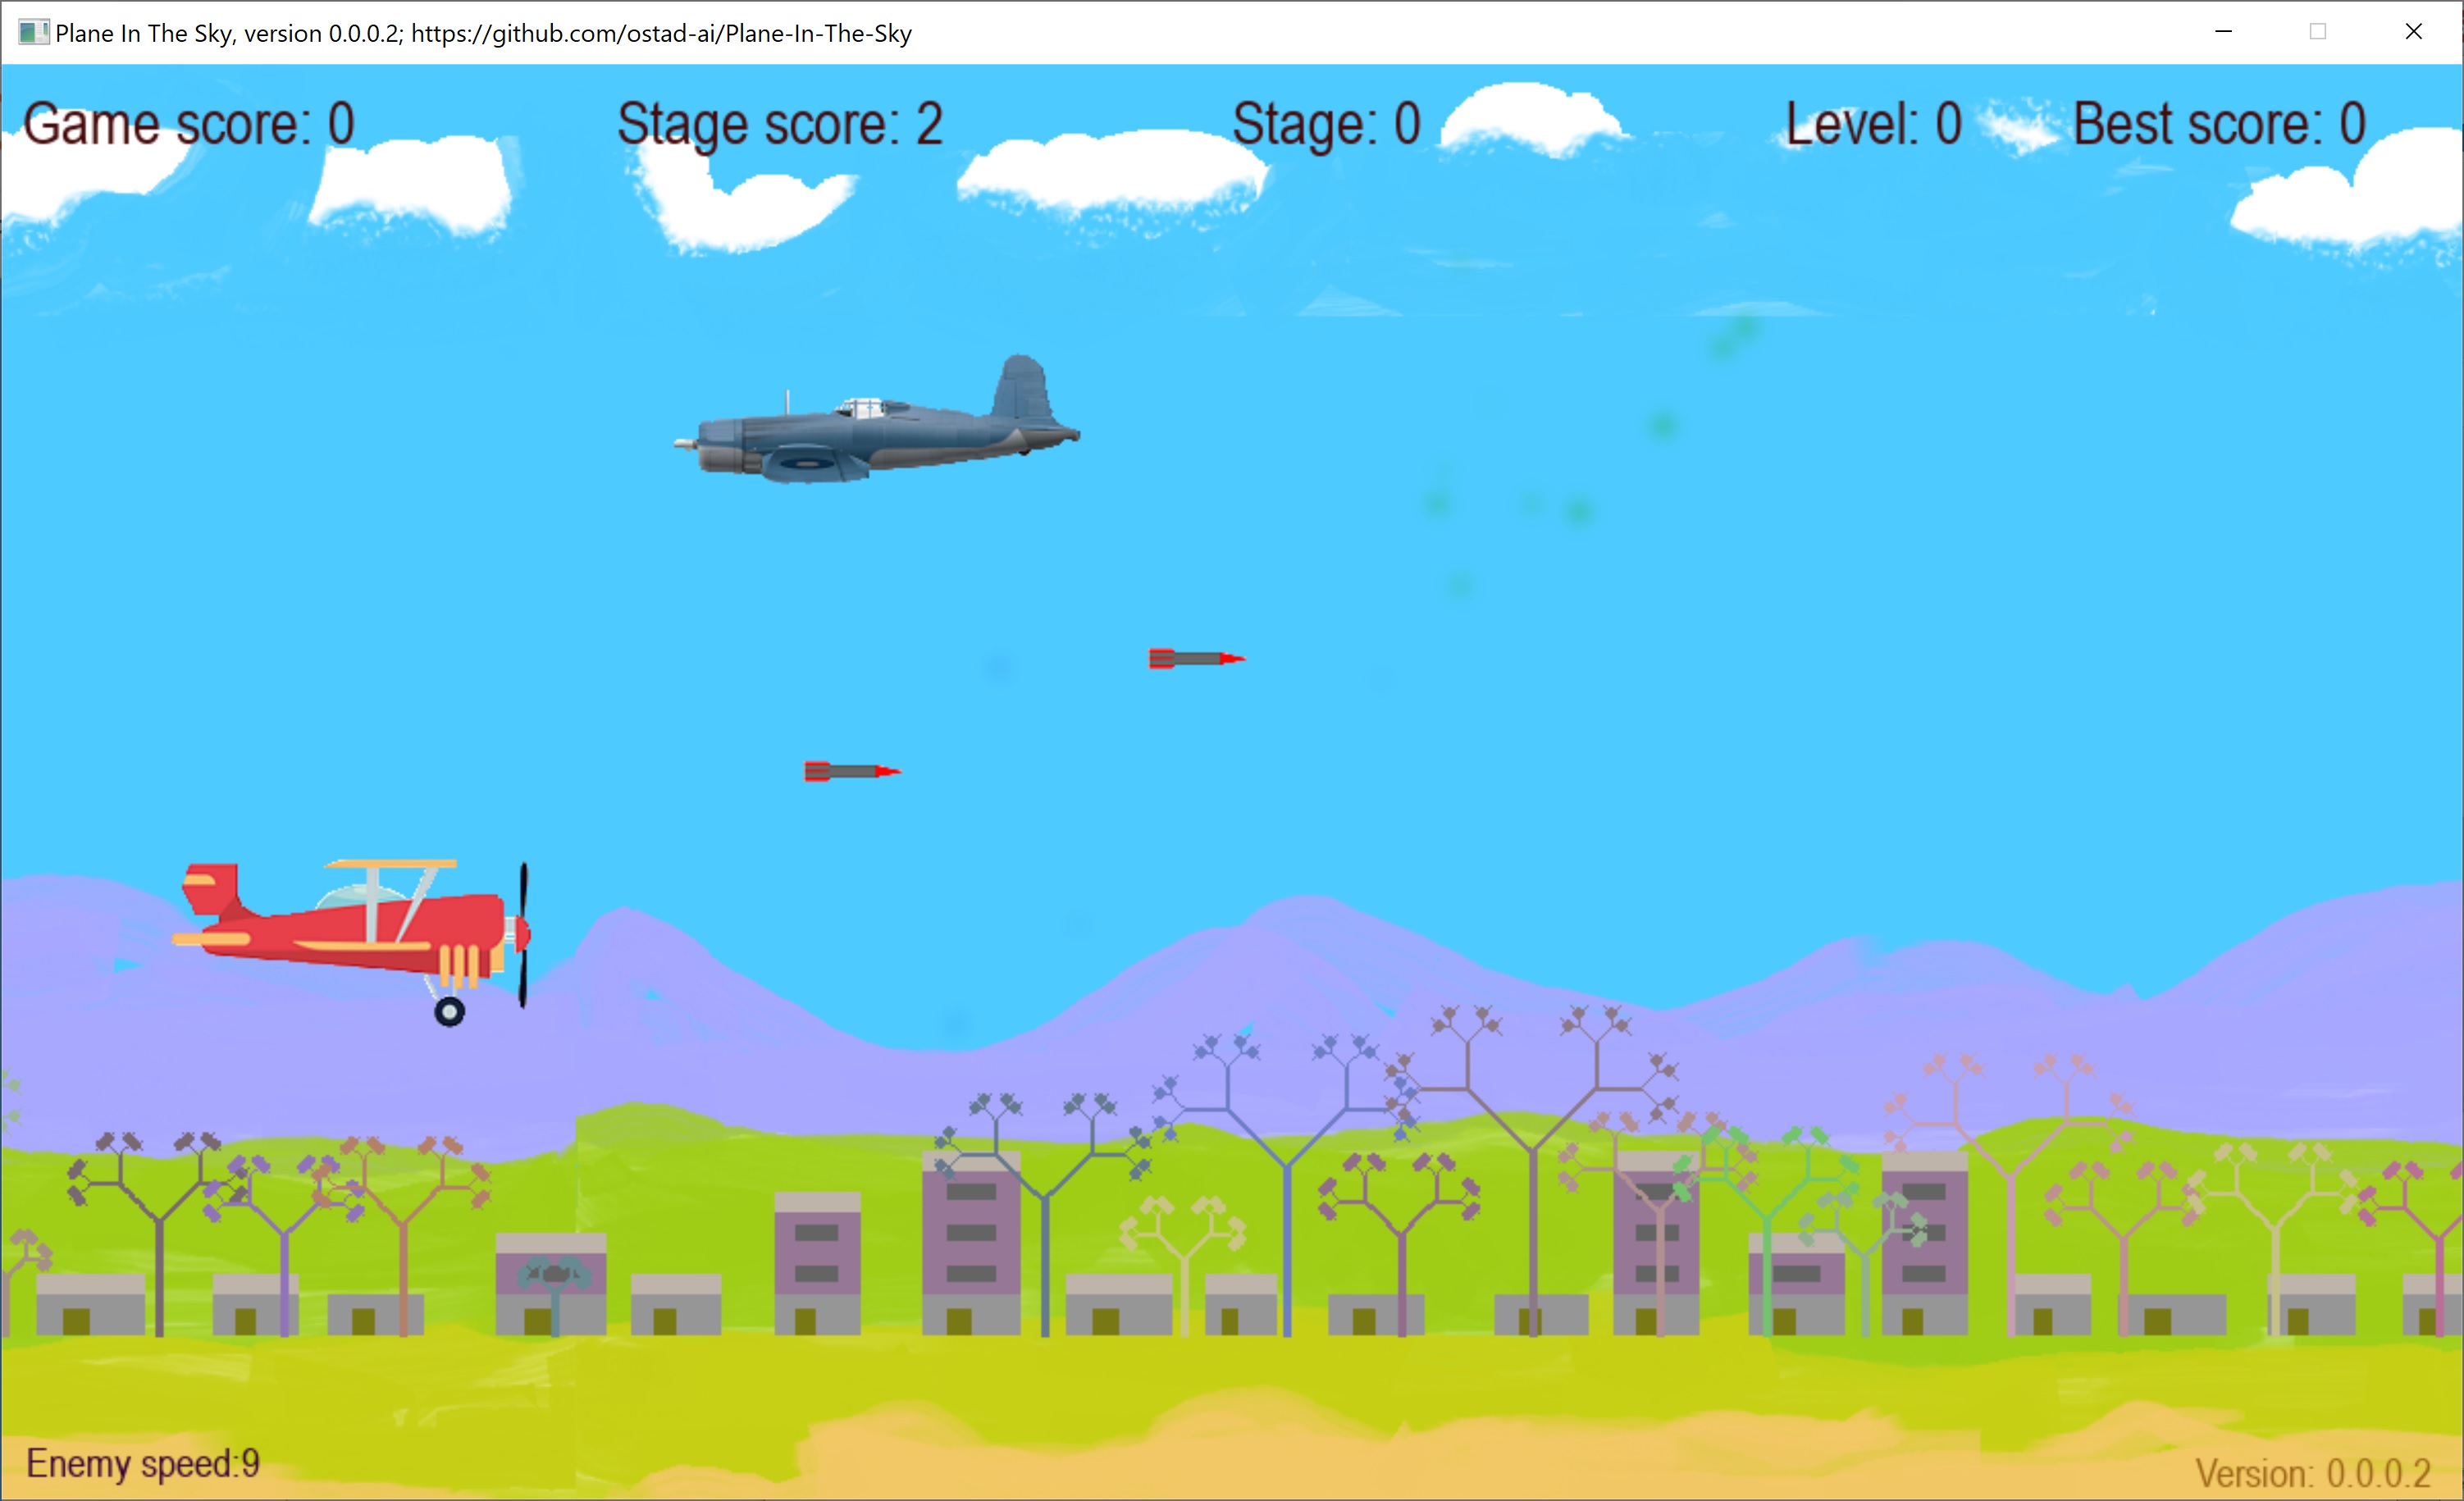 Plane In The Sky, version 0.0.0.2; https://github.com/ostad-ai/Plane-In-The-Sky
Game score: 0 Stage score: 2 Stage: 0 Level: 0 Best score: 0
Enemy speed:9
Version: 0.0.0.2